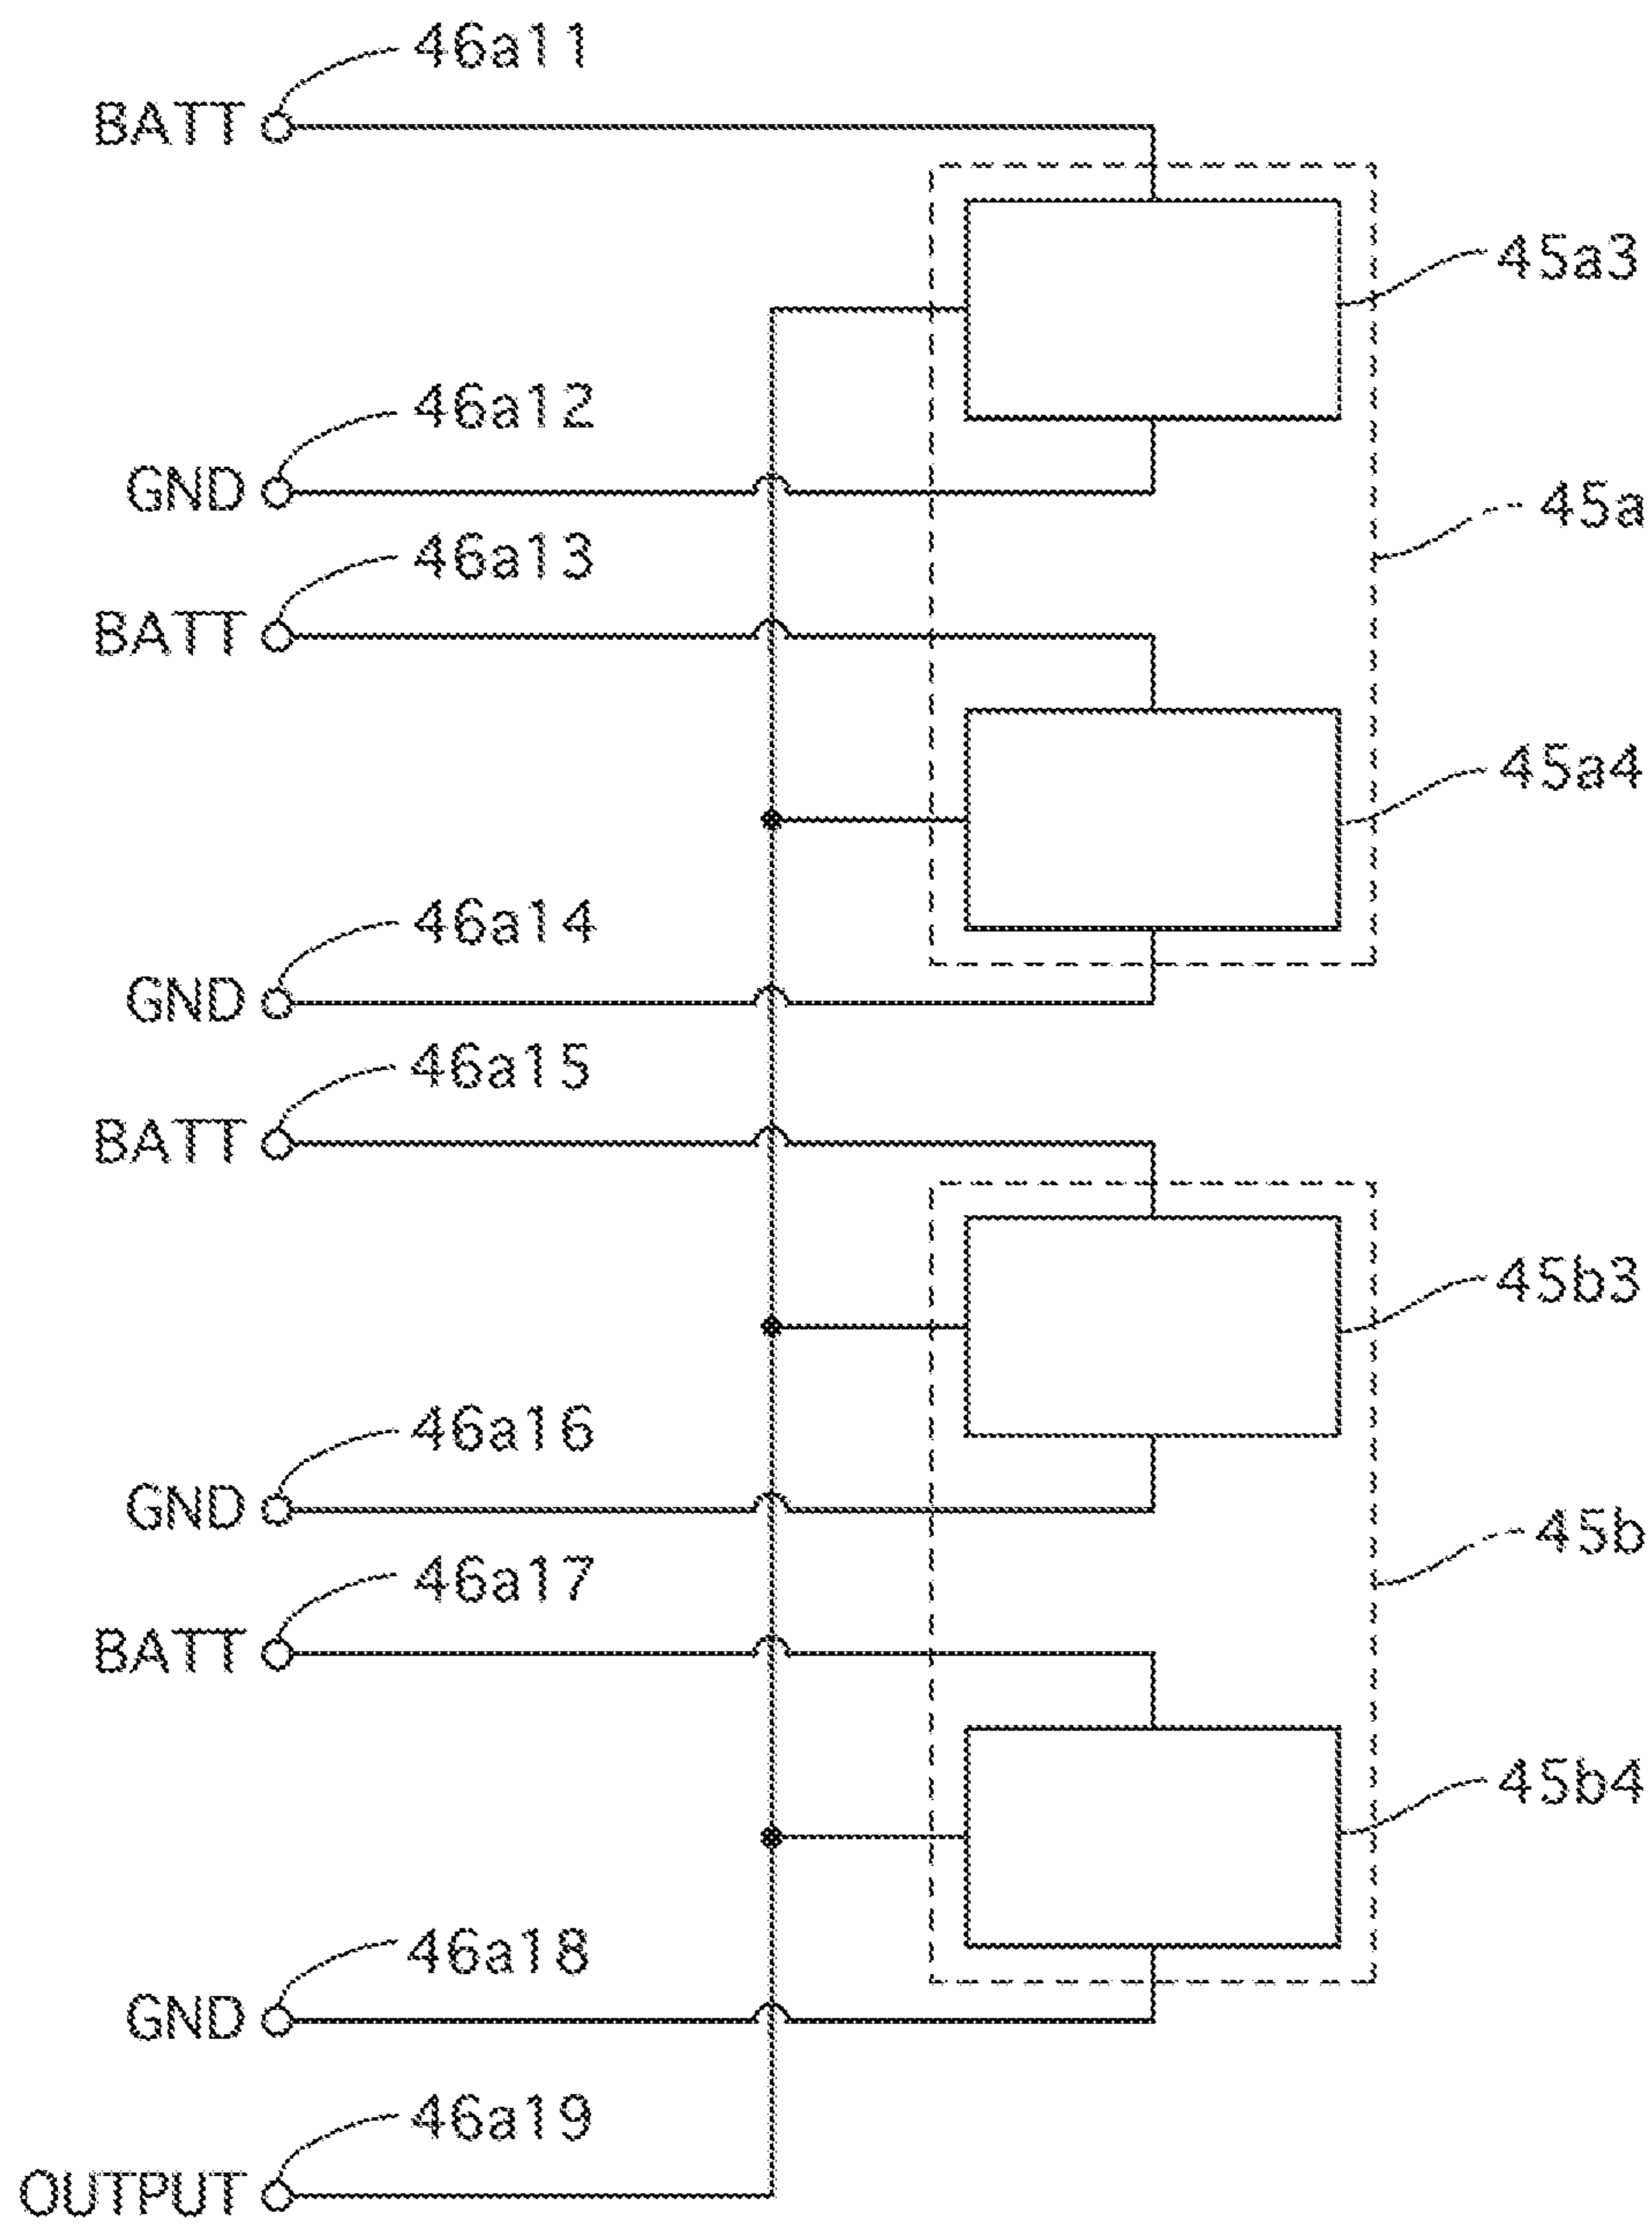 46a11
BATT
45a3
46a12
GND
45a
46a13
BATT
45a4
46a14
GND
46a15
BATT
45b3
46a16
GND
45b
46a17
BATT
45b4
46a18
GND
46a19
OUTPUT